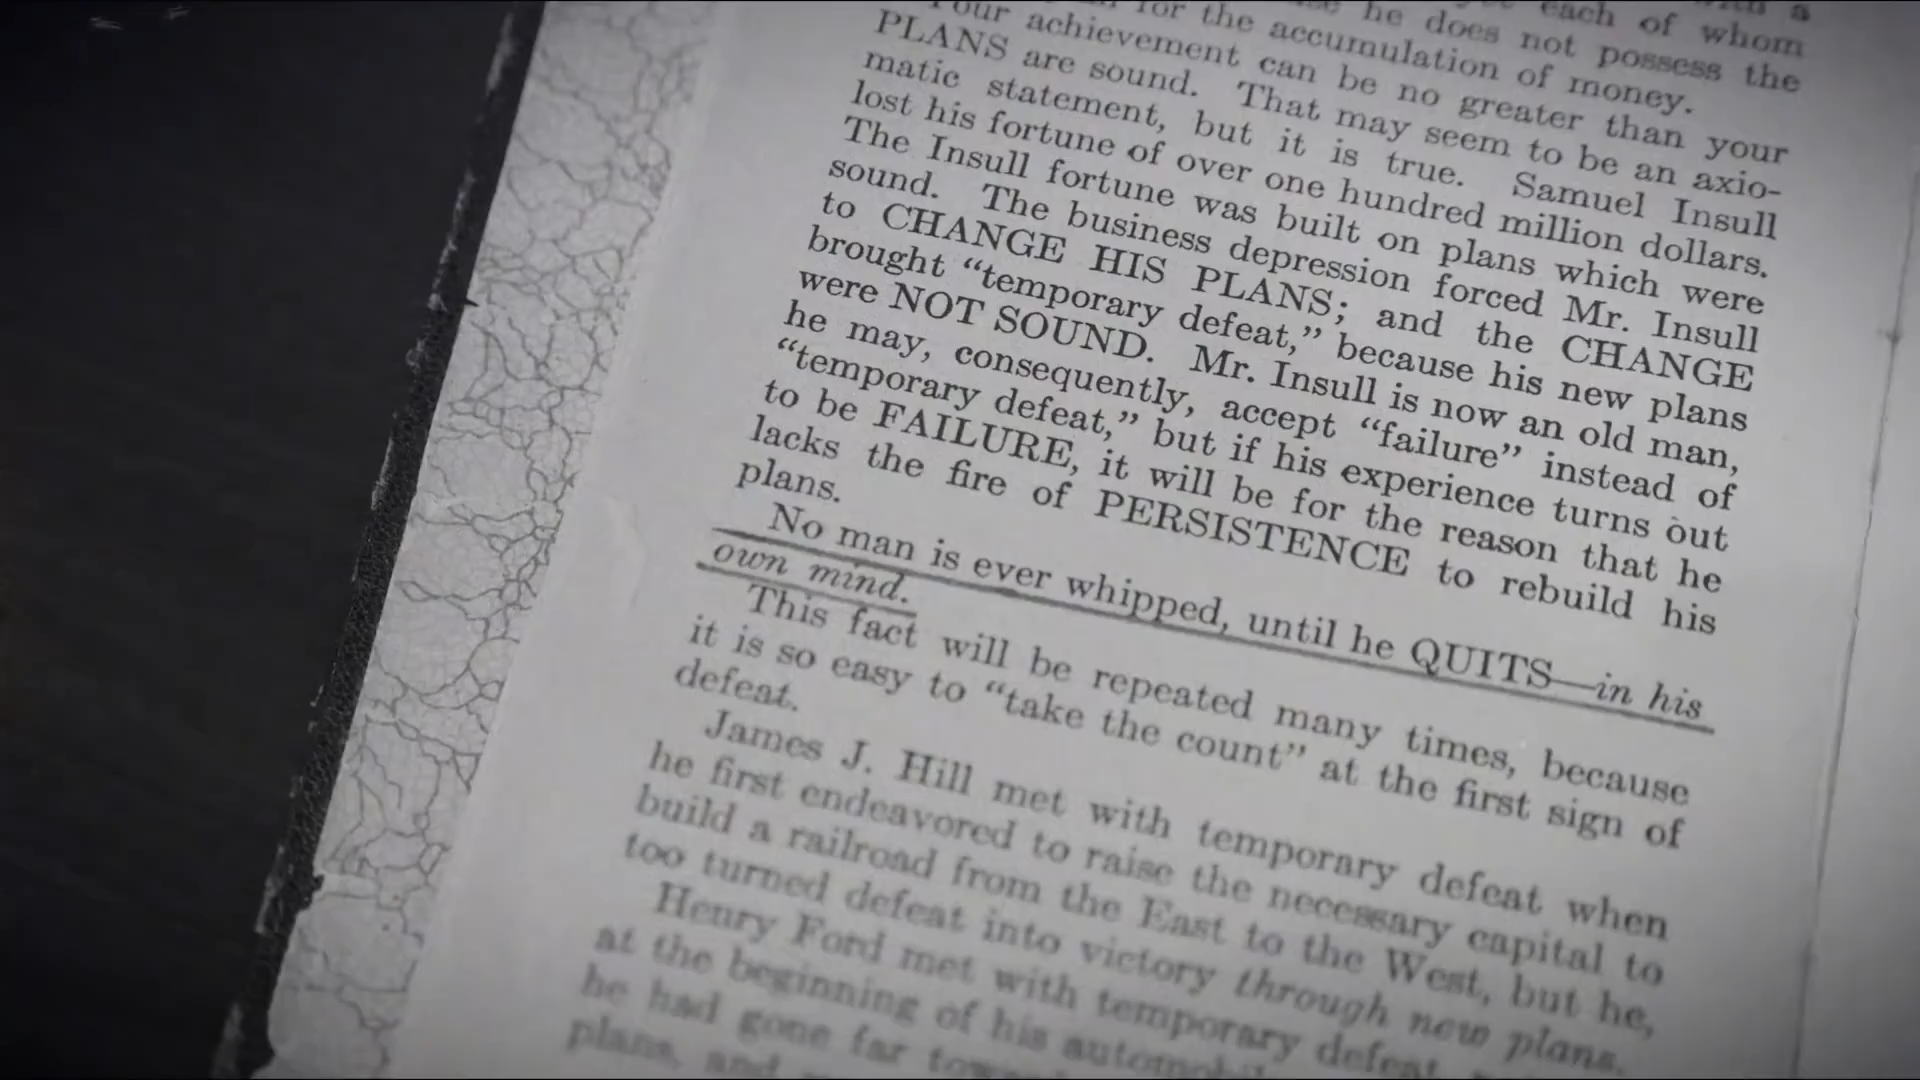 each of whom
he does not possess the
for the accumulation of money.
Your achievement can be no greater than your
PLANS are sound. That may seem to be an axio-
matic statement, but it is true. Samuel Insull
lost his fortune of over one hundred million dollars.
The Insull fortune was built on plans which were
sound. The business depression forced Mr. Insull
to CHANGE HIS PLANS; and the CHANGE
brought “temporary defeat,” because his new plans
were NOT SOUND. Mr. Insull is now an old man,
he may, consequently, accept “failure” instead of
“temporary defeat,” but if his experience turns out
to be FAILURE, it will be for the reason that he
lacks the fire of PERSISTENCE to rebuild his
plans.
No man is ever whipped, until he QUITS—in his
own mind.
This fact will be repeated many times, because
it is so easy to “take the count” at the first sign of
defeat.
James J. Hill met with temporary defeat when
he first endeavored to raise the necessary capital to
build a railroad from the East to the West, but he,
too turned defeat into victory through new plans.
Henry Ford met with temporary defeat,
at the beginning of his
he had gone far
plans, and